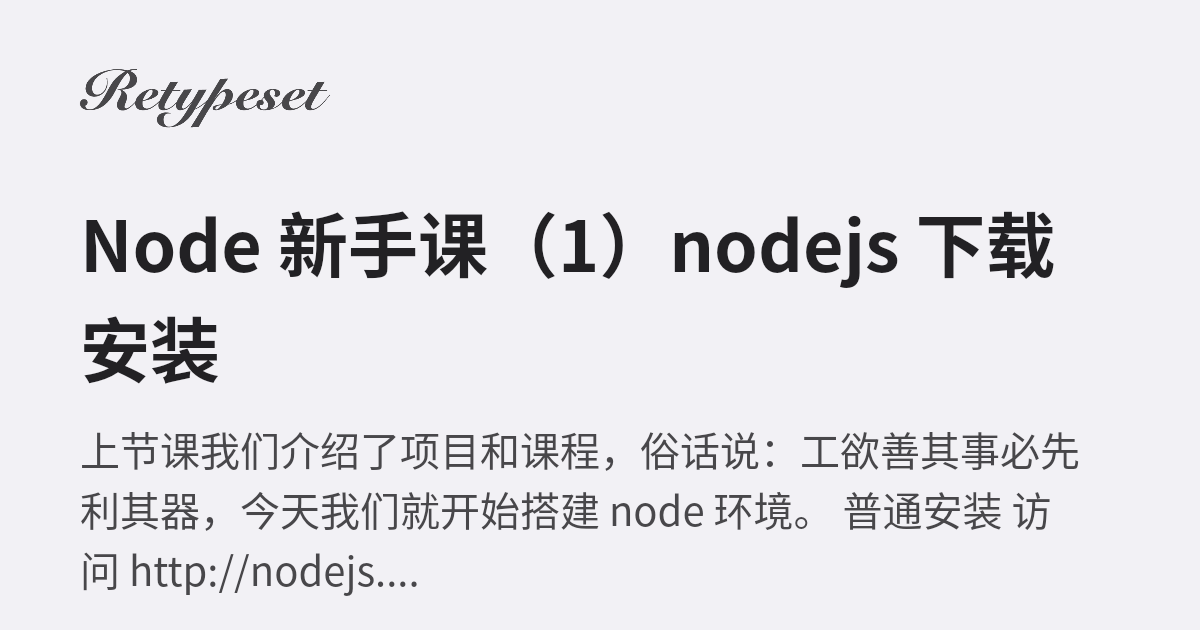 Retypeset
Node 新手课（1）nodejs 下载
安装
上节课我们介绍了项目和课程，俗话说：工欲善其事必先
利其器，今天我们就开始搭建 node 环境。 普通安装 访
问 http://nodejs....